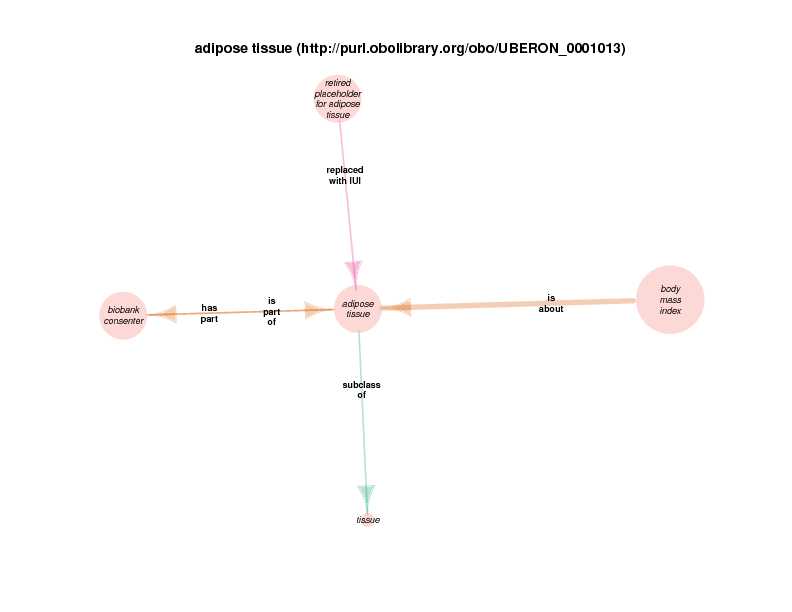 adipose tissue (http://purl.obolibrary.org/obo/UBERON_0001013)
retired
placeholder
for adipose
tissue
replaced
with IUI
biobank
consenter
has
part
is
part
of
adipose
tissue
is
about
body
mass
index
subclass
of
tissue